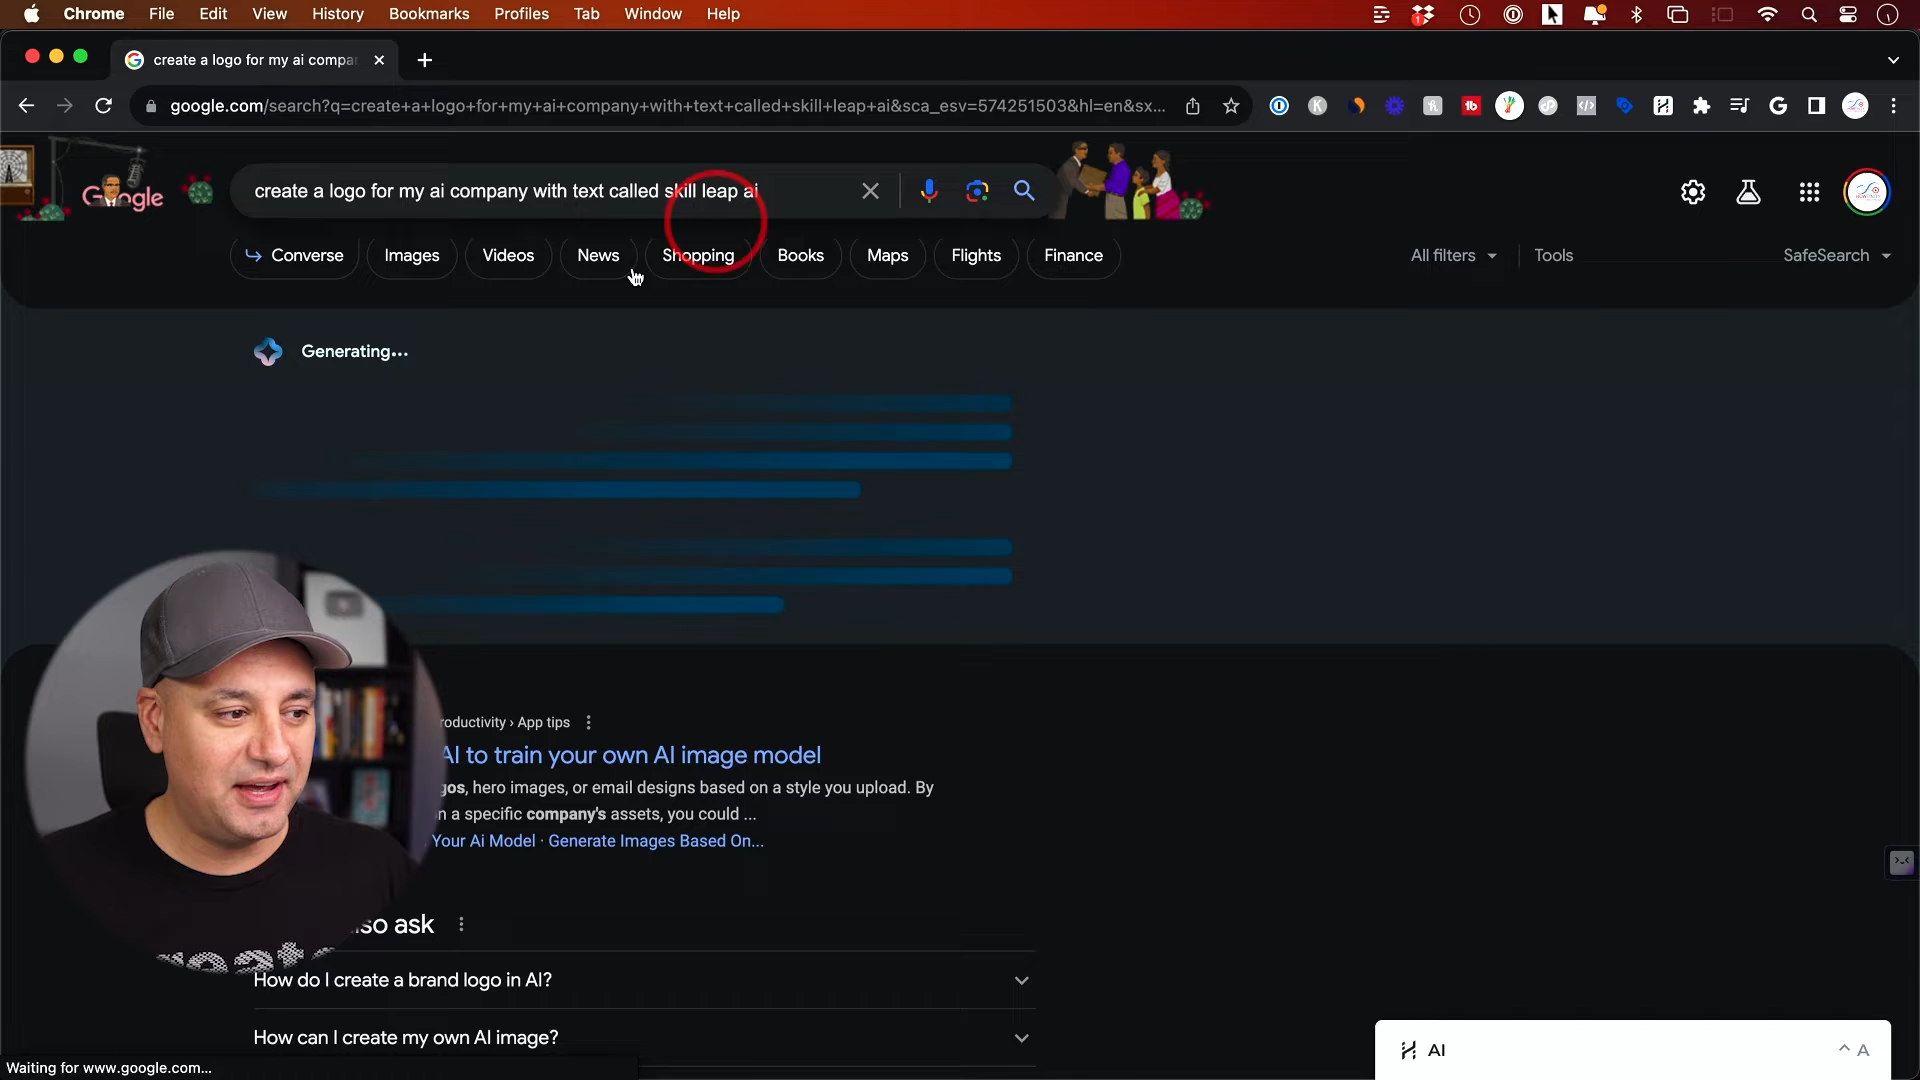 Chrome File Edit View History Bookmarks Profiles Tab Window Help
create a logo for my ai compa
google.com/search?q=create+a+logo+for+my+ai+company+with+text+called+skill+leap+ai&sca_esv=574251503&hl=en&sx...
Google
create a logo for my ai company with text called skill leap ai
Converse Images Videos News Shopping Books Maps Flights Finance
All filters Tools SafeSearch
Generating...
roductivity › App tips
AI to train your own AI image model
gos, hero images, or email designs based on a style you upload. By
n a specific company's assets, you could ...
Your Ai Model · Generate Images Based On...
so ask
How do I create a brand logo in AI?
How can I create my own AI image?
AI
A
Waiting for www.google.com...